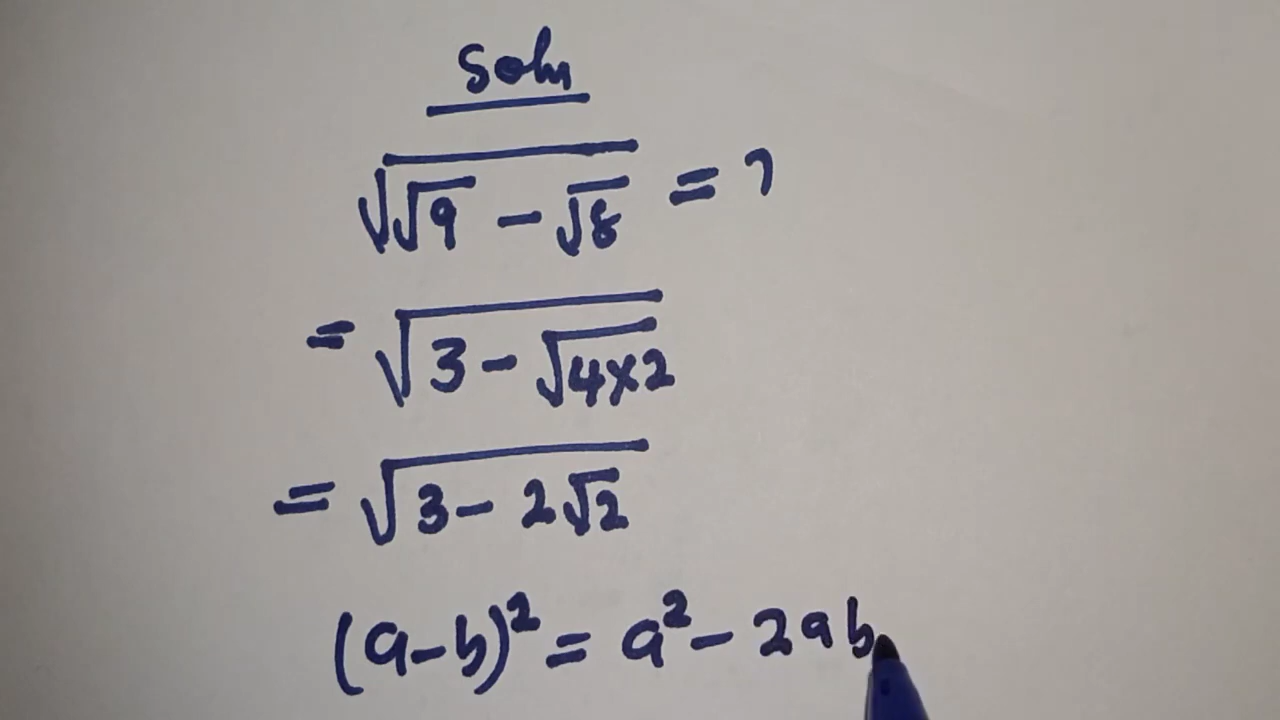 Soln
√(√9 - √8) = ?
= √(3 - √(4×2))
= √(3 - 2√2)
(a-b)² = a² - 2ab